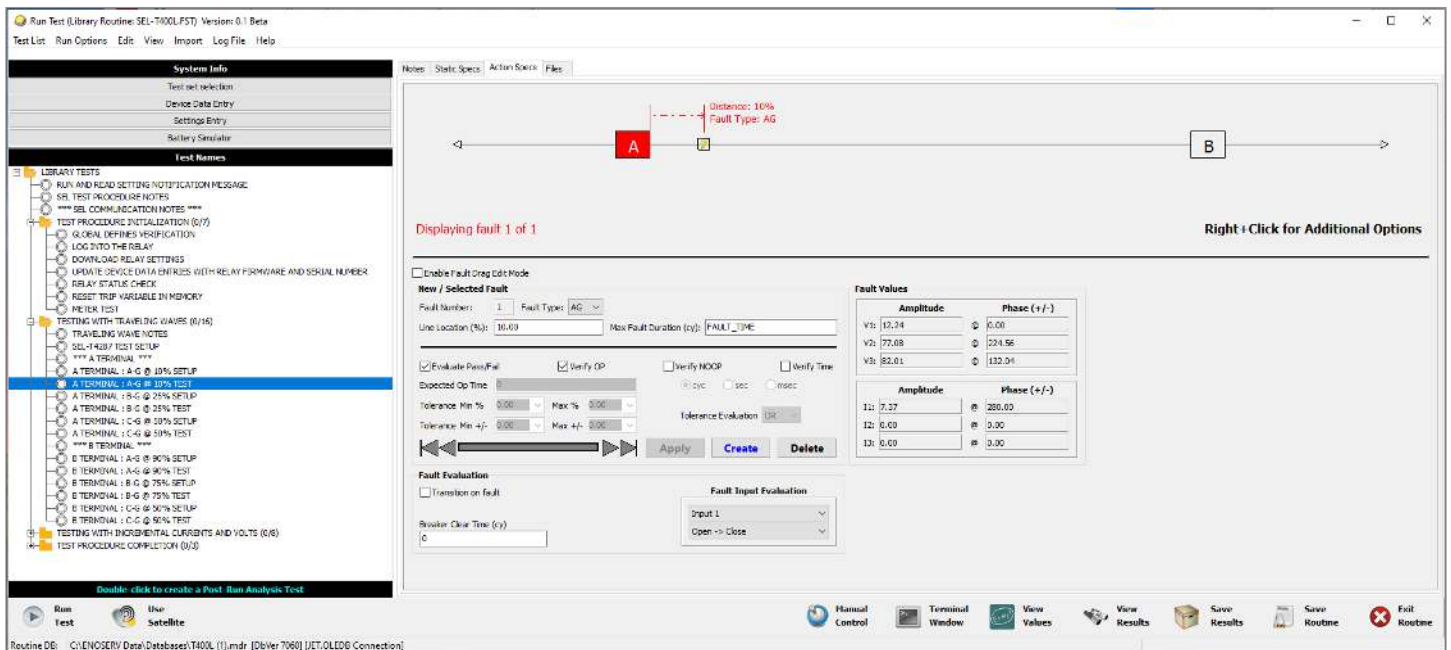 Run Test (Library Routine: SEL-T400L.FST) Version: 0.1 Beta
Test List Run Options Edit View Import Log File Help
System Info
Test set selection
Device Data Entry
Settings Entry
Battery Simulator
Test Names
LIBRARY TESTS
RUN AND READ SETTING NOTIFICATION MESSAGE
SEL TEST PROCEDURE NOTES
*** SEL COMMUNICATION NOTES ***
TEST PROCEDURE INITIALIZATION (0/7)
GLOBAL DEFINES VERIFICATION
LOG INTO THE RELAY
DOWNLOAD RELAY SETTINGS
UPDATE DEVICE DATA ENTRIES WITH RELAY FIRMWARE AND SERIAL NUMBER
RELAY STATUS CHECK
RESET TRIP VARIABLE IN MEMORY
METER TEST
TESTING WITH TRAVELING WAVES (0/16)
TRAVELING WAVE NOTES
SEL-T4287 TEST SETUP
*** A TERMINAL ***
A TERMINAL : A-G @ 10% SETUP
A TERMINAL : A-G @ 10% TEST
A TERMINAL : B-G @ 25% SETUP
A TERMINAL : B-G @ 25% TEST
A TERMINAL : C-G @ 50% SETUP
A TERMINAL : C-G @ 50% TEST
*** B TERMINAL ***
B TERMINAL : A-G @ 90% SETUP
B TERMINAL : A-G @ 90% TEST
B TERMINAL : B-G @ 75% SETUP
B TERMINAL : B-G @ 75% TEST
B TERMINAL : C-G @ 50% SETUP
B TERMINAL : C-G @ 50% TEST
TESTING WITH INCREMENTAL CURRENTS AND VOLTS (0/8)
TEST PROCEDURE COMPLETION (0/3)
Double-click to create a Post Run Analysis Test
Notes Static Specs Action Specs Files
Distance: 10%
Fault Type: AG
A B
Displaying fault 1 of 1 Right+Click for Additional Options
Enable Fault Drag Edit Mode
New / Selected Fault
Fault Number: 1 Fault Type: AG
Line Location (%): 10.00 Max Fault Duration (cy): FAULT_TIME
Evaluate Pass/Fail Verify OP Verify NOOP Verify Time
Expected Op Time 0 cyc sec msec
Tolerance Min % 0.00 Max % 0.00
Tolerance Evaluation OR
Tolerance Min +/- 0.00 Max +/- 0.00
Apply Create Delete
Fault Values
Amplitude Phase (+/-)
V1: 12.24 @ 0.00
V2: 77.08 @ 224.56
V3: 82.01 @ 132.04
Amplitude Phase (+/-)
I1: 7.37 @ 280.00
I2: 0.00 @ 0.00
I3: 0.00 @ 0.00
Fault Evaluation
Transition on fault
Breaker Clear Time (cy)
0
Fault Input Evaluation
Input 1
Open -> Close
Run Test
Use Satellite
Manual Control
Terminal Window
View Values
View Results
Save Results
Save Routine
Exit Routine
Routine DB: C:\ENOSERV Data\Databases\T400L (1).mdr [DbVer 7060] [JET.OLEDB Connection]